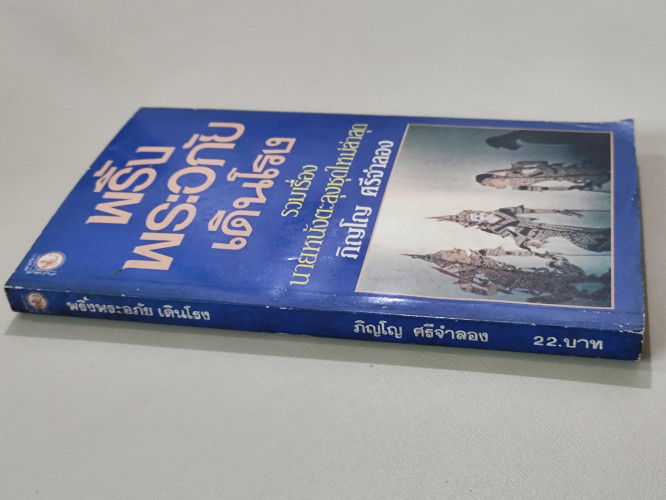 พริ้ง
พระอภัย
เดินโรง
รวมเรื่อง
นายหนังตะลุงชุดใหม่ล่าสุด
ภิญโญ ศรีจำลอง
พริ้งพระอภัย เดินโรง
ภิญโญ ศรีจำลอง
22.บาท